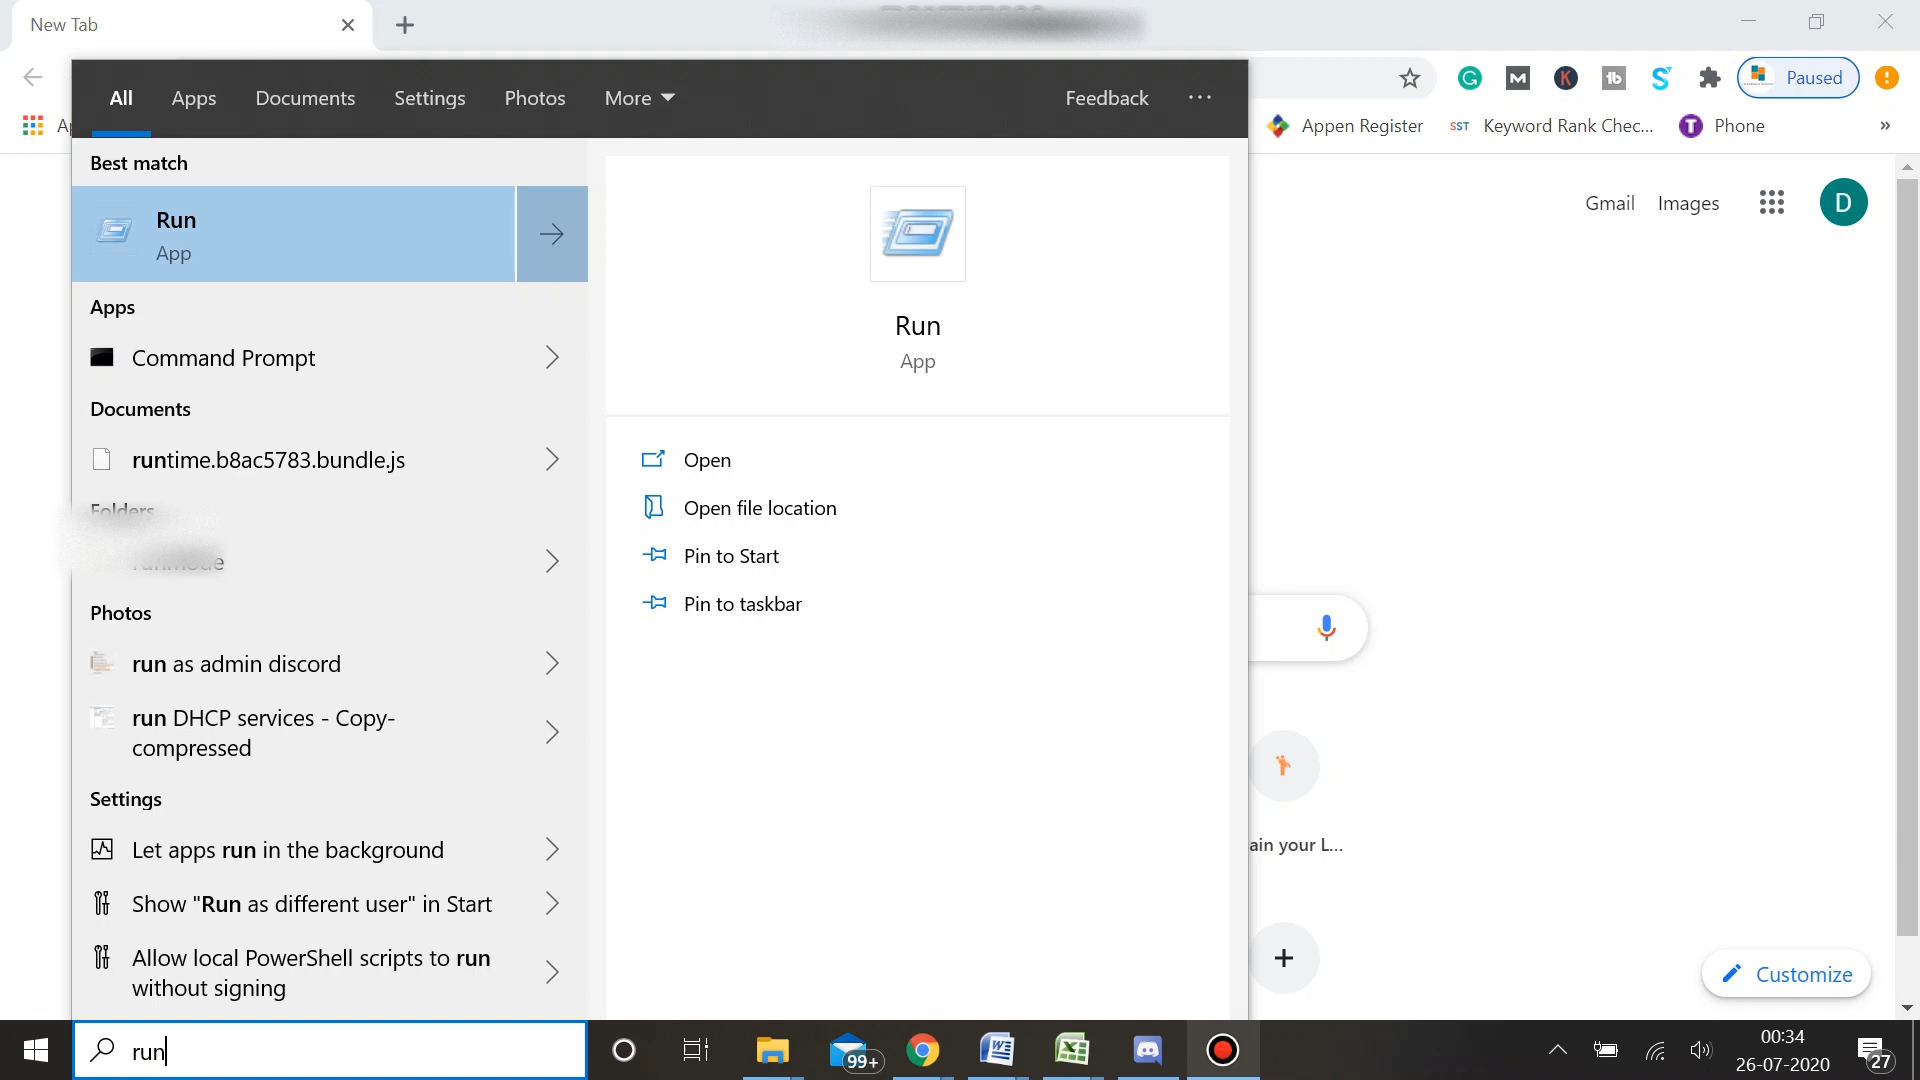 New Tab
Paused
Appen Register
SST Keyword Rank Chec...
T Phone
»
All Apps Documents Settings Photos More Feedback ...
Best match
Run
App
Apps
Command Prompt
Documents
runtime.b8ac5783.bundle.js
Folders
Photos
run as admin discord
run DHCP services - Copy-
compressed
Settings
Let apps run in the background
Show "Run as different user" in Start
Allow local PowerShell scripts to run
without signing
Run
App
Open
Open file location
Pin to Start
Pin to taskbar
Gmail Images D
ain your L...
Customize
run
99+
00:34
26-07-2020
27